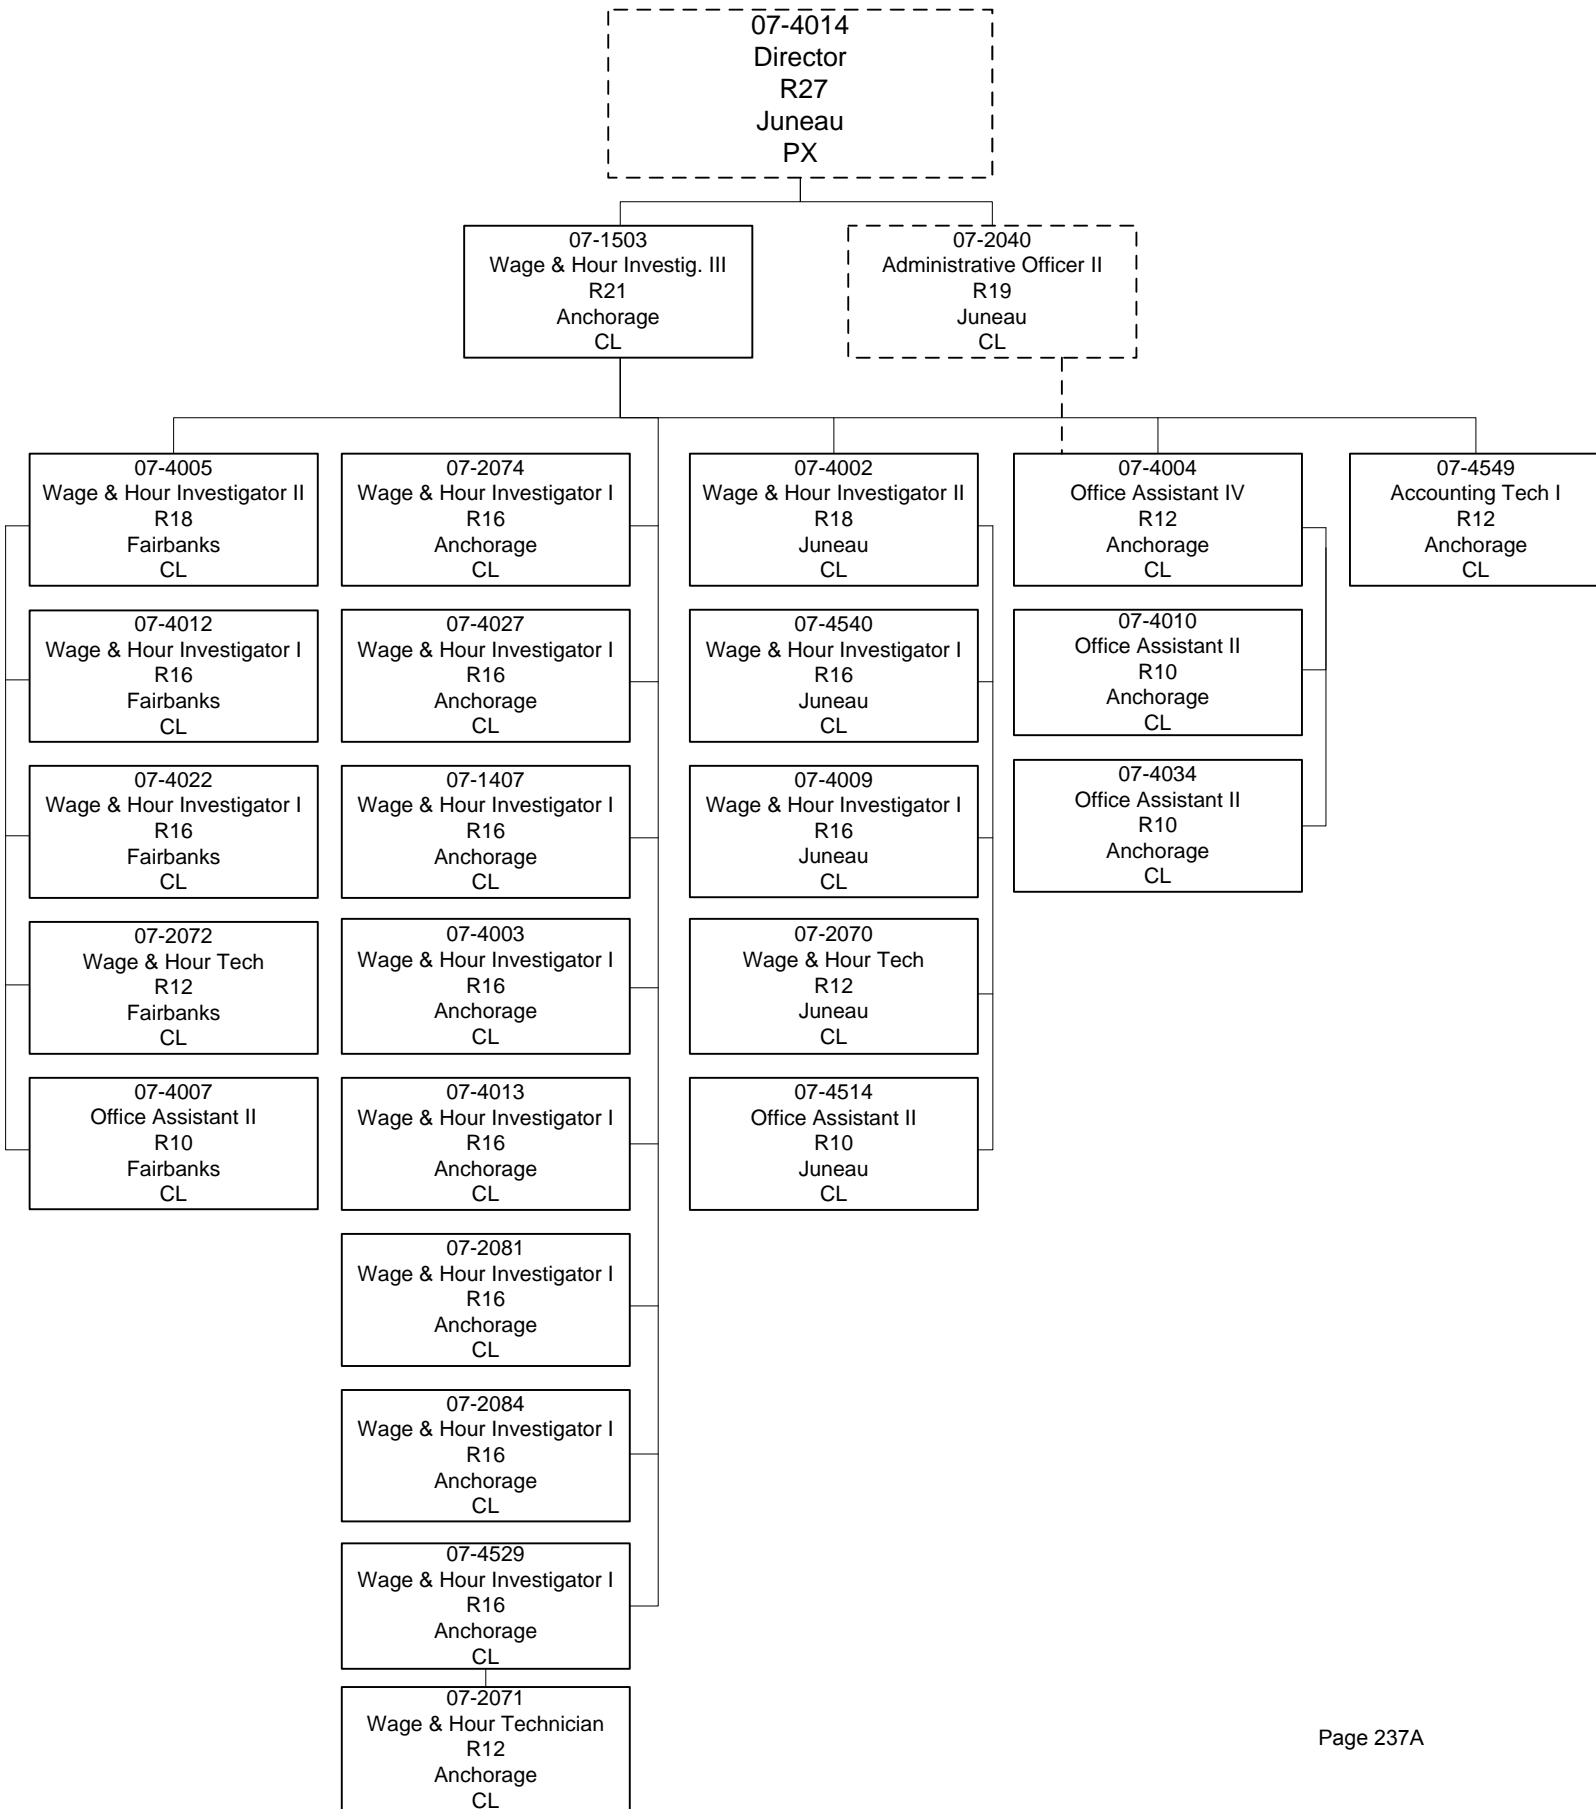 07-4014
Director
R27
Juneau
PX
07-1503
Wage & Hour Investig. III
R21
Anchorage
CL
07-2040
Administrative Officer II
R19
Juneau
CL
07-4005
Wage & Hour Investigator II
R18
Fairbanks
CL
07-4012
Wage & Hour Investigator I
R16
Fairbanks
CL
07-4022
Wage & Hour Investigator I
R16
Fairbanks
CL
07-2072
Wage & Hour Tech
R12
Fairbanks
CL
07-4007
Office Assistant II
R10
Fairbanks
CL
07-2074
Wage & Hour Investigator I
R16
Anchorage
CL
07-4027
Wage & Hour Investigator I
R16
Anchorage
CL
07-1407
Wage & Hour Investigator I
R16
Anchorage
CL
07-4003
Wage & Hour Investigator I
R16
Anchorage
CL
07-4013
Wage & Hour Investigator I
R16
Anchorage
CL
07-2081
Wage & Hour Investigator I
R16
Anchorage
CL
07-2084
Wage & Hour Investigator I
R16
Anchorage
CL
07-4529
Wage & Hour Investigator I
R16
Anchorage
CL
07-2071
Wage & Hour Technician
R12
Anchorage
CL
07-4002
Wage & Hour Investigator II
R18
Juneau
CL
07-4540
Wage & Hour Investigator I
R16
Juneau
CL
07-4009
Wage & Hour Investigator I
R16
Juneau
CL
07-2070
Wage & Hour Tech
R12
Juneau
CL
07-4514
Office Assistant II
R10
Juneau
CL
07-4004
Office Assistant IV
R12
Anchorage
CL
07-4010
Office Assistant II
R10
Anchorage
CL
07-4034
Office Assistant II
R10
Anchorage
CL
07-4549
Accounting Tech I
R12
Anchorage
CL
Page 237A